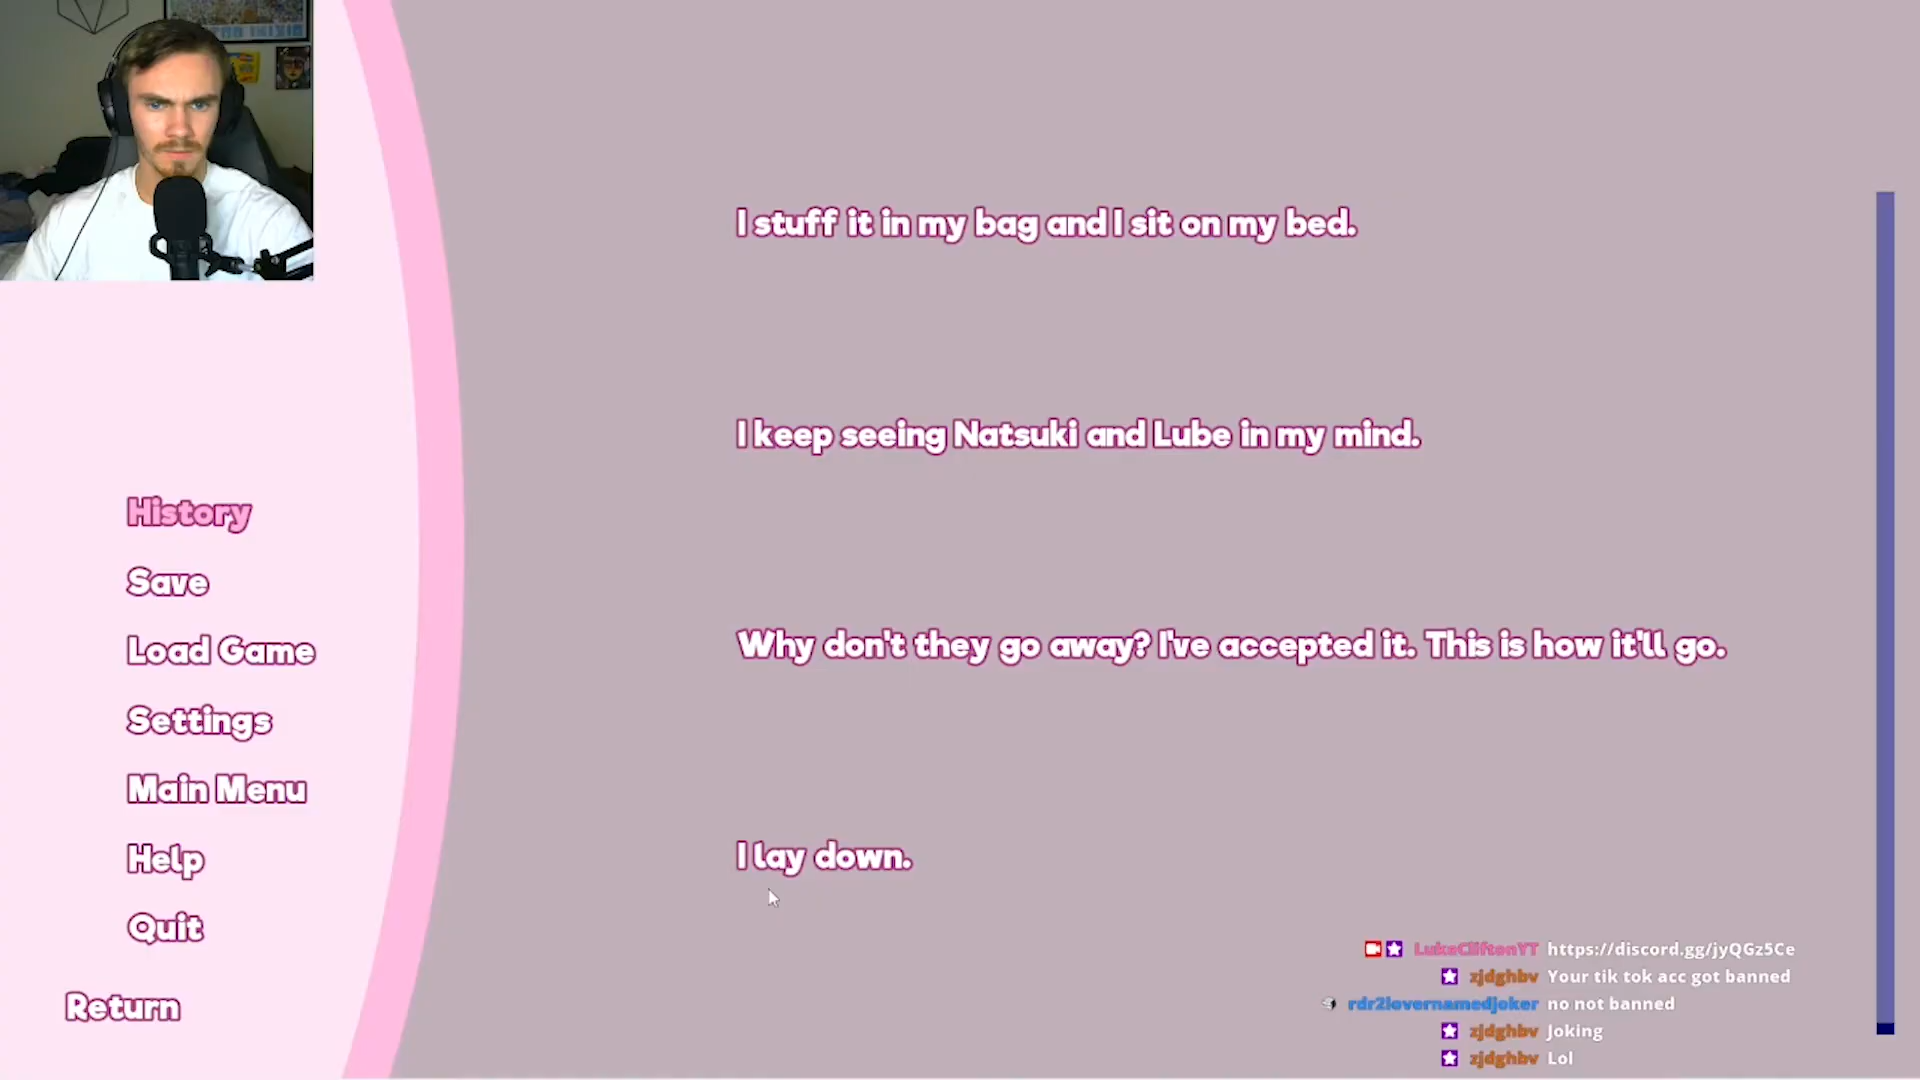 I stuff it in my bag and I sit on my bed.
I keep seeing Natsuki and Lube in my mind.
Why don't they go away? I've accepted it. This is how it'll go.
I lay down.
History
Save
Load Game
Settings
Main Menu
Help
Quit
Return
LukeCliftonYT https://discord.gg/jyQGz5Ce
zjdghbv Your tik tok acc got banned
rdr2lovernamedjoker no not banned
zjdghbv Joking
zjdghbv Lol